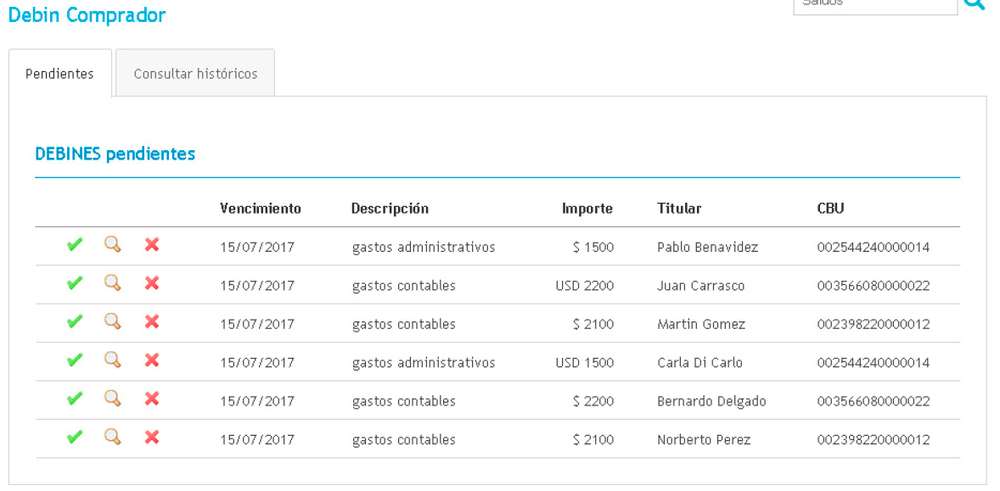 Saldos
Debin Comprador
Pendientes Consultar históricos
DEBINES pendientes
Vencimiento Descripción Importe Titular CBU
15/07/2017 gastos administrativos $ 1500 Pablo Benavidez 002544240000014
15/07/2017 gastos contables USD 2200 Juan Carrasco 003566080000022
15/07/2017 gastos contables $ 2100 Martin Gomez 002398220000012
15/07/2017 gastos administrativos USD 1500 Carla Di Carlo 002544240000014
15/07/2017 gastos contables $ 2200 Bernardo Delgado 003566080000022
15/07/2017 gastos contables $ 2100 Norberto Perez 002398220000012